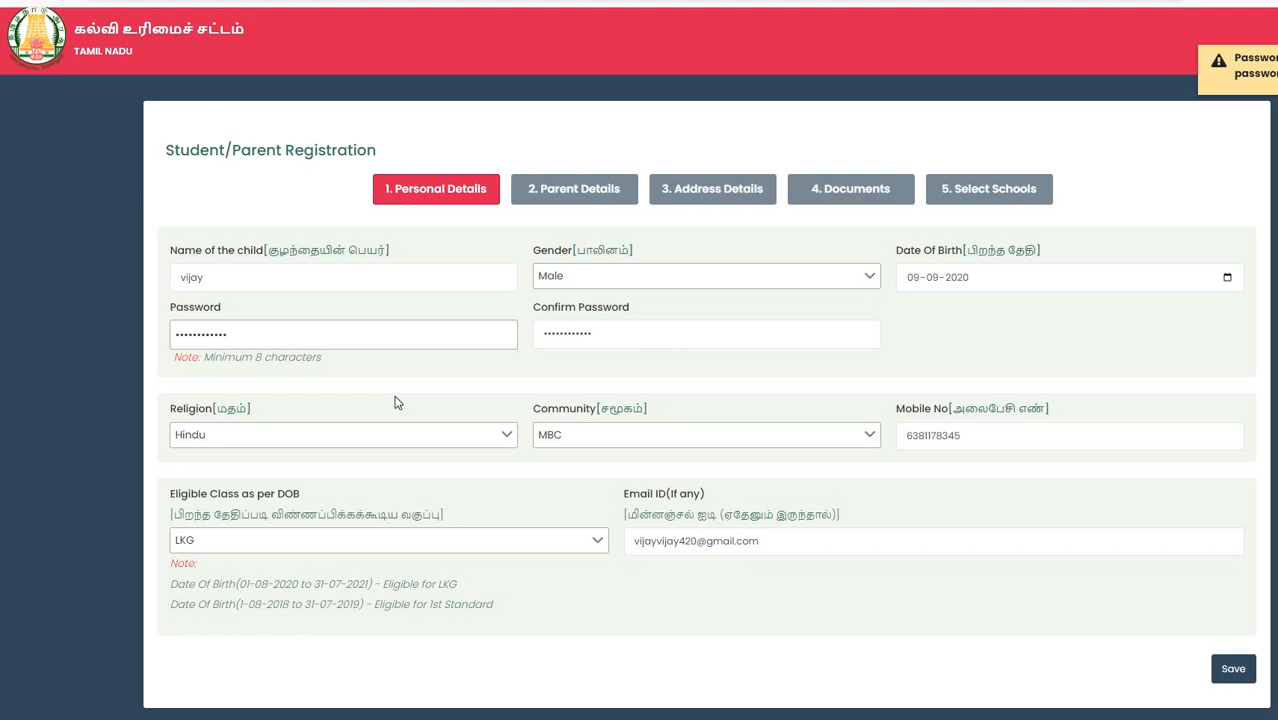 கல்வி உரிமைச் சட்டம்
TAMIL NADU
Student/Parent Registration
1. Personal Details 2. Parent Details 3. Address Details 4. Documents 5. Select Schools
Name of the child[குழந்தையின் பெயர்] Gender[பாலினம்] Date Of Birth[பிறந்த தேதி]
vijay Male 09-09-2020
Password Confirm Password
•••••••••••• ••••••••••••
Note: Minimum 8 characters
Religion[மதம்] Community[சமூகம்] Mobile No[அலைபேசி எண்]
Hindu MBC 6381178345
Eligible Class as per DOB Email ID(If any)
[பிறந்த தேதிப்படி விண்ணப்பிக்கக்கூடிய வகுப்பு] [மின்னஞ்சல் ஐடி (ஏதேனும் இருந்தால்)]
LKG vijayvijay420@gmail.com
Note:
Date Of Birth(01-08-2020 to 31-07-2021) - Eligible for LKG
Date Of Birth(1-08-2018 to 31-07-2019) - Eligible for 1st Standard
Save